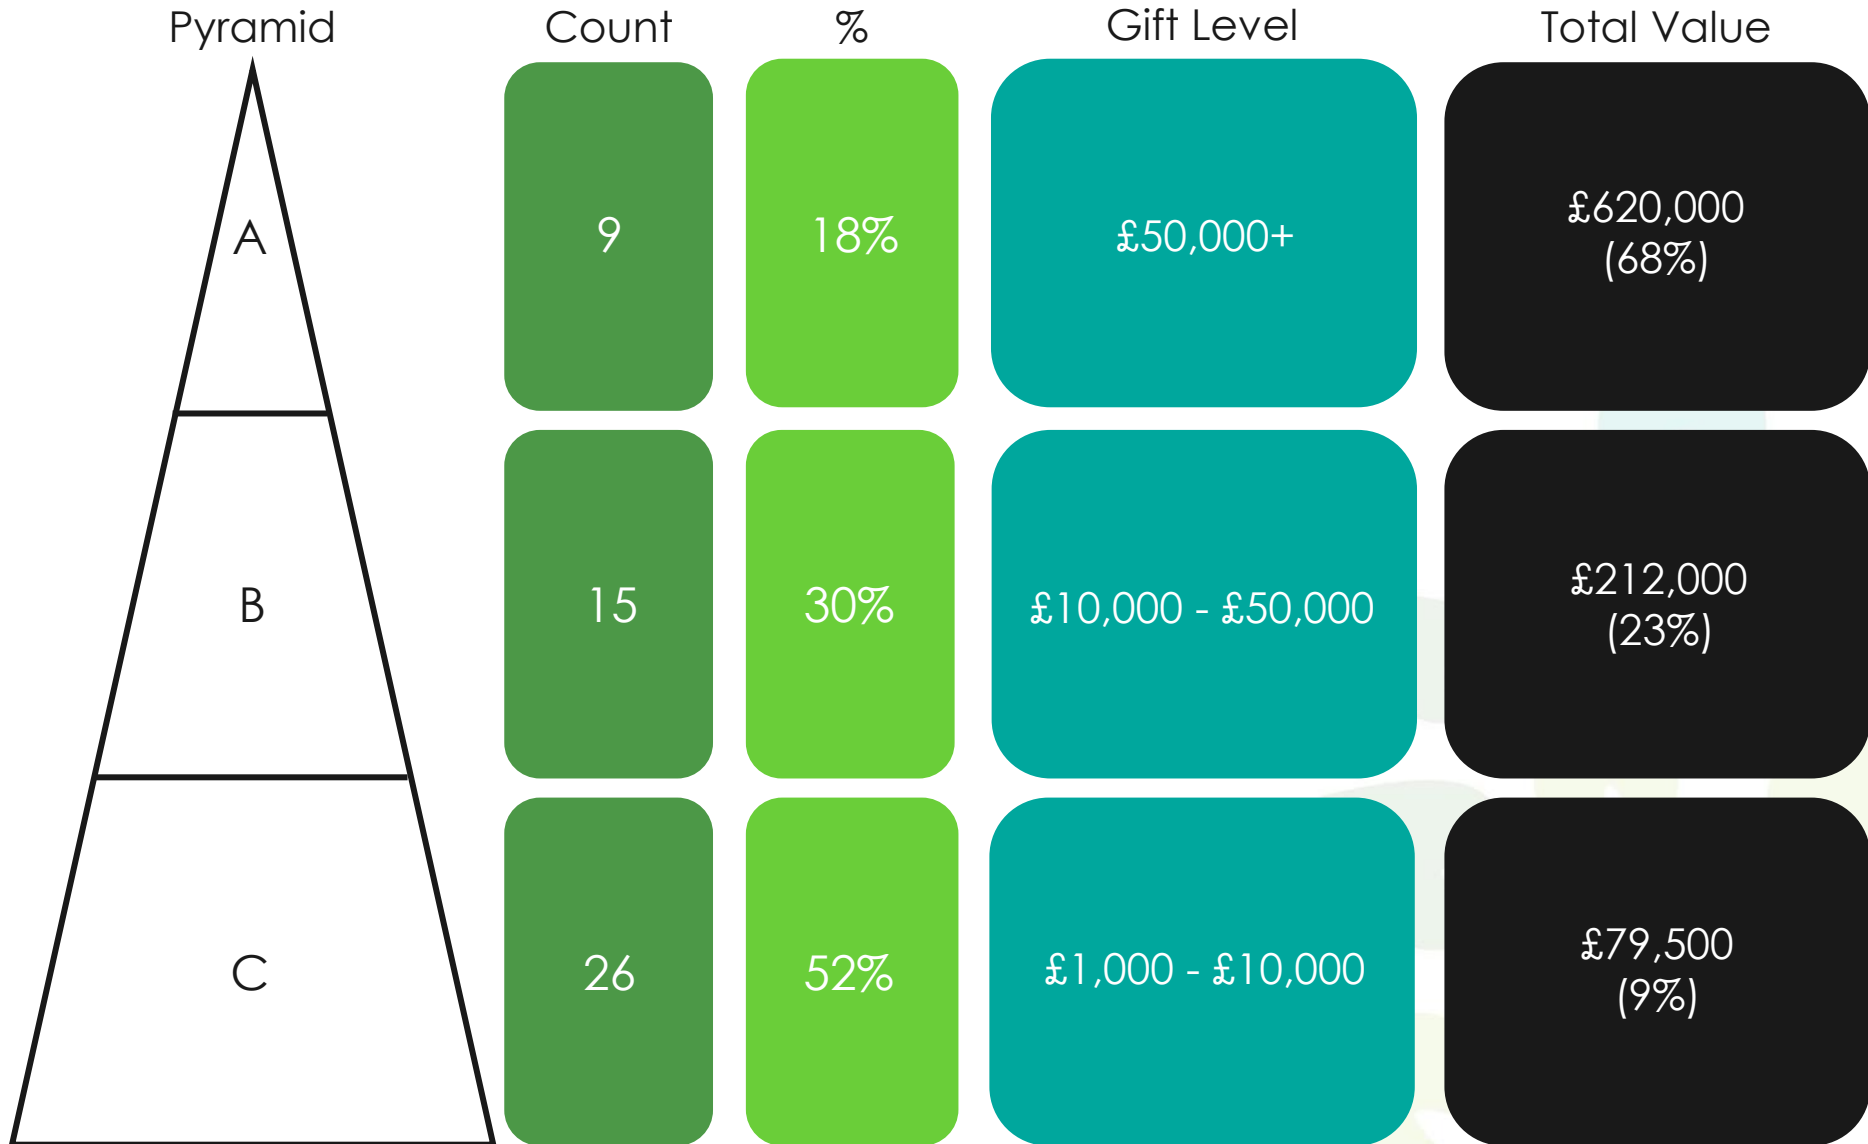 Pyramid Count % Gift Level Total Value
A 9 18% £50,000+ £620,000
(68%)
B 15 30% £10,000 - £50,000 £212,000
(23%)
C 26 52% £1,000 - £10,000 £79,500
(9%)